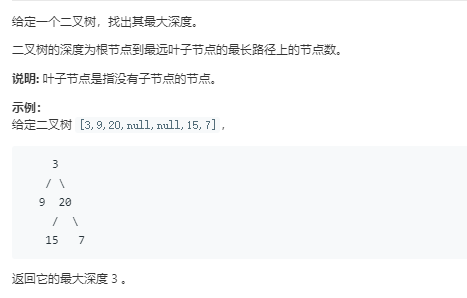 给定一个二叉树，找出其最大深度。
二叉树的深度为根节点到最远叶子节点的最长路径上的节点数。
说明: 叶子节点是指没有子节点的节点。
示例：
给定二叉树 [3,9,20,null,null,15,7]，
3
/ \
9 20
/ \
15 7
返回它的最大深度 3 。